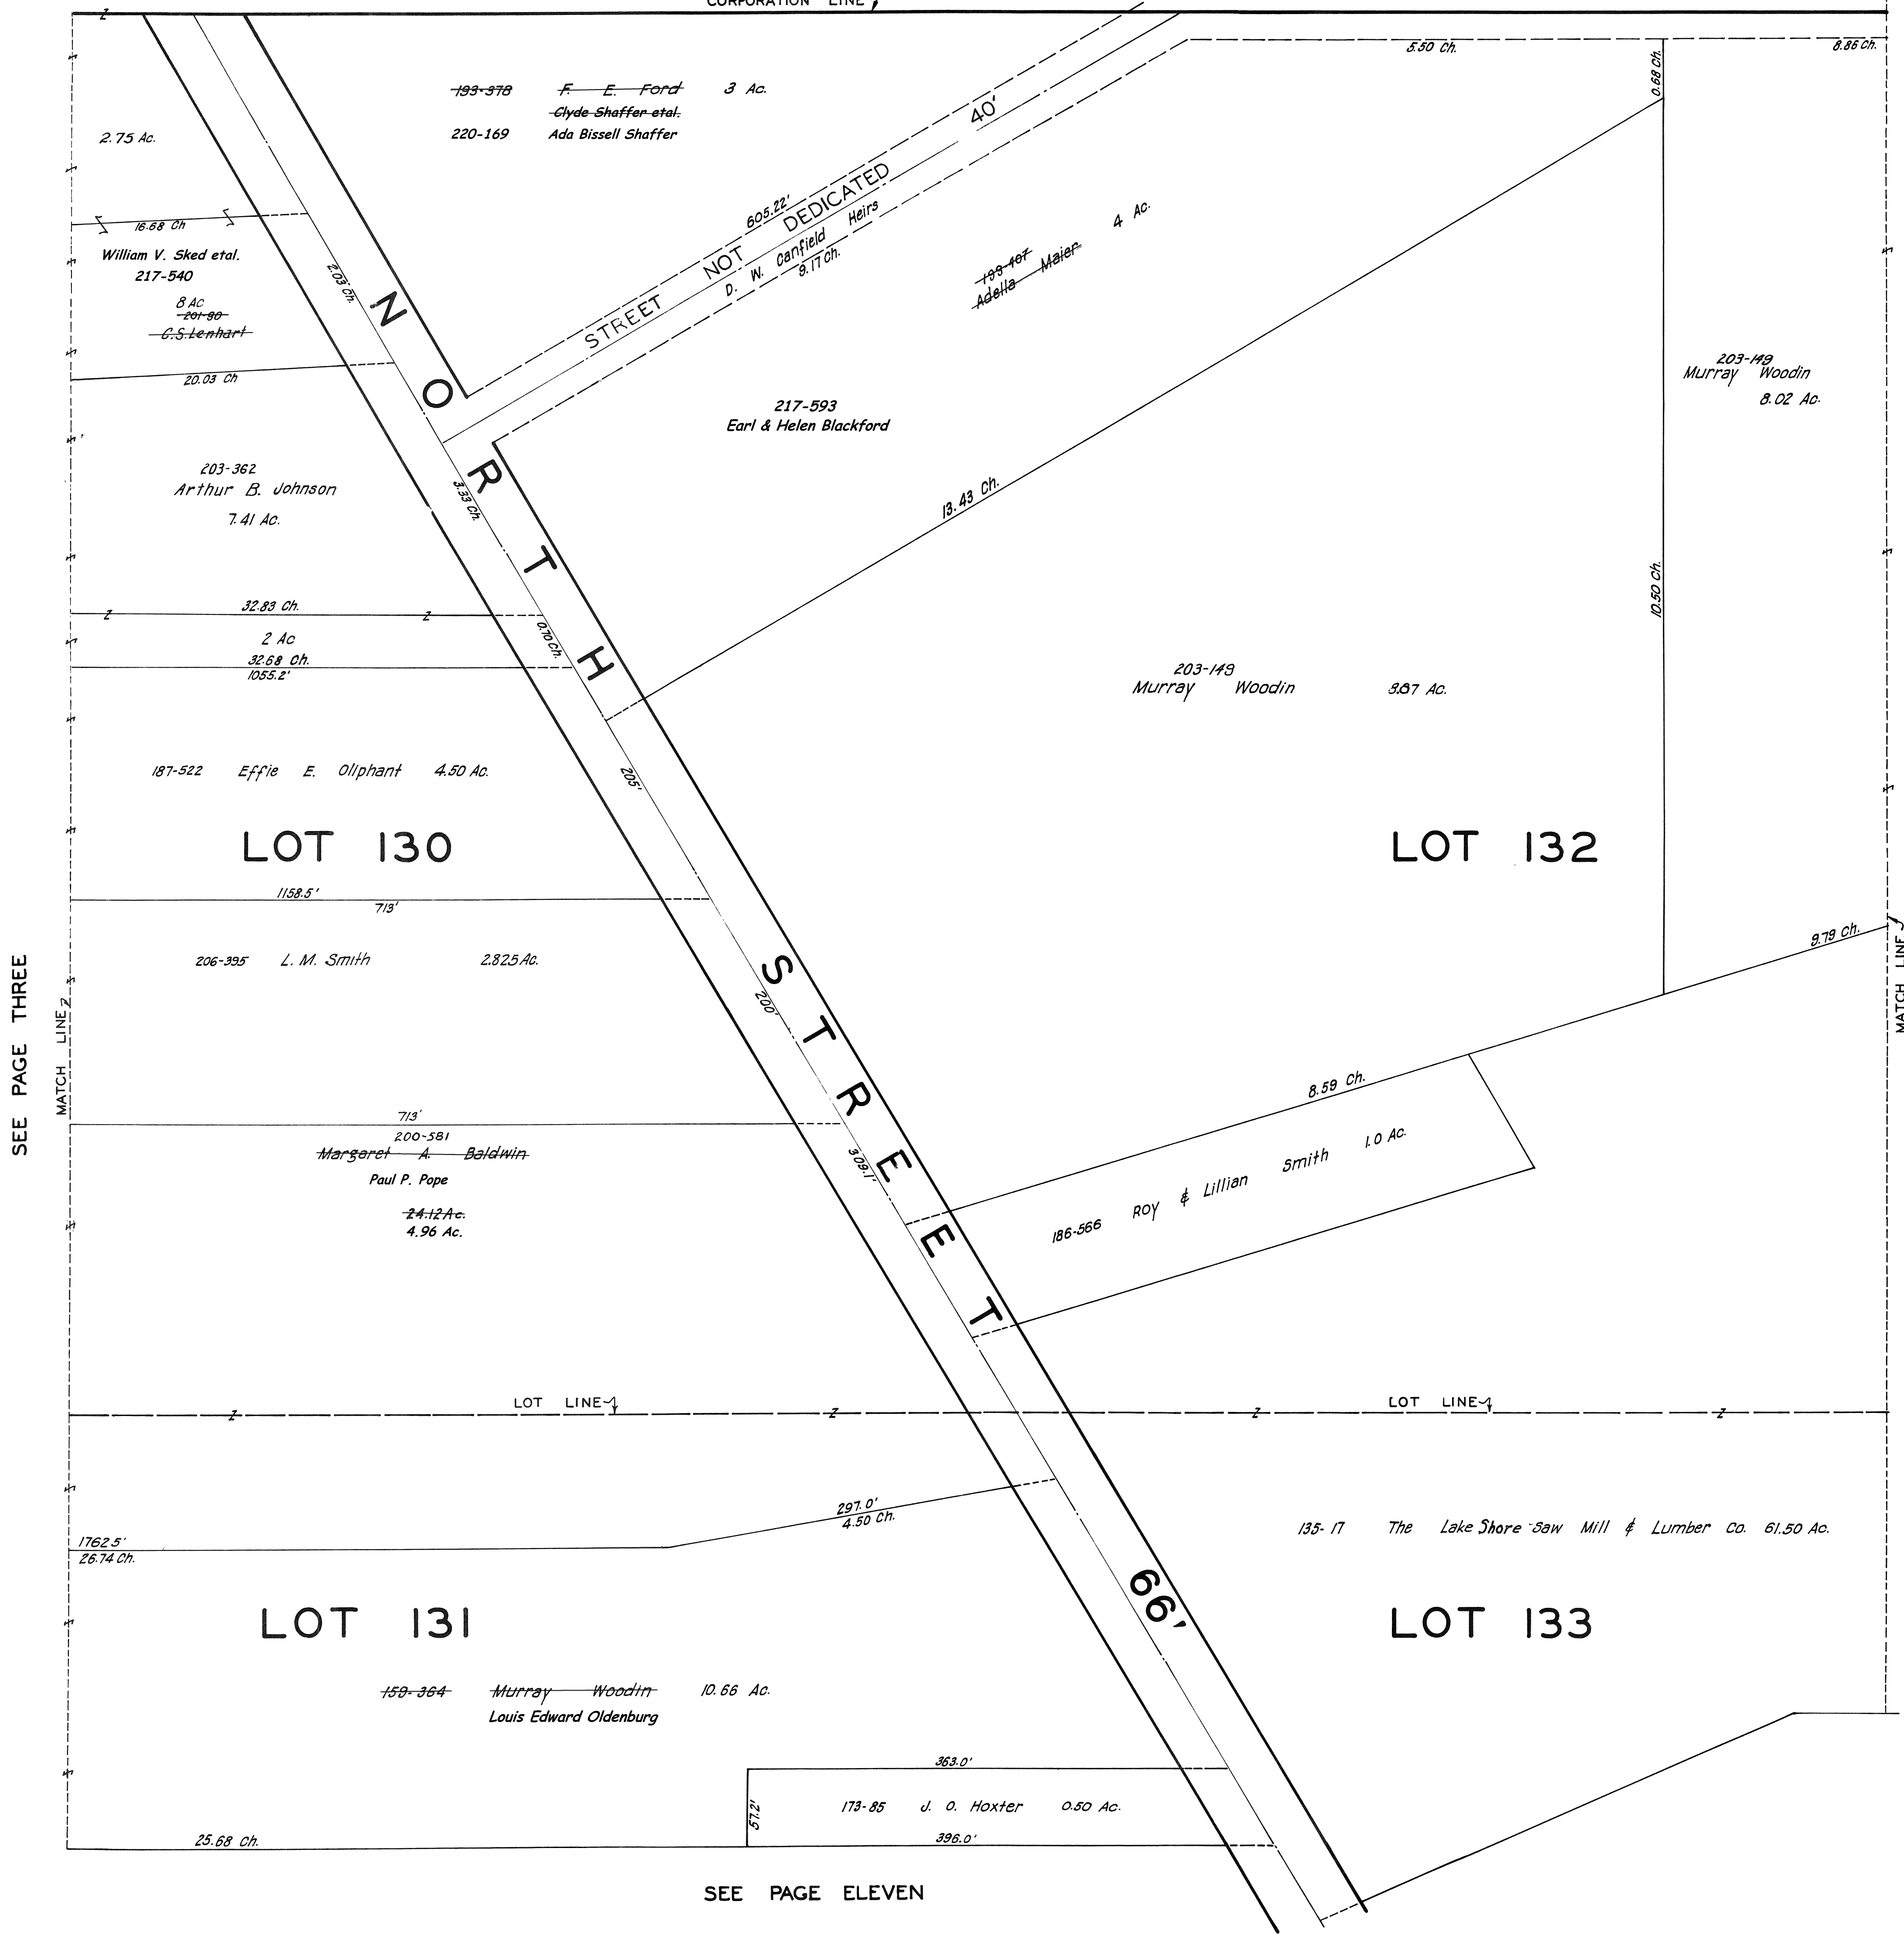 CORPORATION LINE
5.50 Ch.
8.86 Ch.
0.68 Ch.
193-378 F. E. Ford 3 Ac.
Clyde Shaffer etal.
220-169 Ada Bissell Shaffer
2.75 Ac.
40'
605.22'
STREET NOT DEDICATED
D. W. Canfield Heirs
9.17 Ch.
4 Ac.
193-407
Adella Maier
16.68 Ch
William V. Sked etal.
217-540
8 Ac
201-90
C.S. Lenhart
2.03 Ch.
20.03 Ch
203-149
Murray Woodin
8.02 Ac.
217-593
Earl & Helen Blackford
203-362
Arthur B. Johnson
7.41 Ac.
3.33 Ch.
13.43 Ch.
10.50 Ch.
32.83 Ch.
2 Ac
0.70 Ch.
32.68 Ch.
1055.2'
203-149
Murray Woodin
187-522 Effie E. Oliphant 4.50 Ac.
205'
LOT 130
LOT 132
1158.5'
713'
206-395 L. M. Smith 2.825 Ac.
200'
9.79 Ch.
NORTH STREET
SEE PAGE THREE
MATCH LINE
MATCH LINE
713'
200-581
Margaret A. Baldwin
Paul P. Pope
24.12 Ac.
4.96 Ac.
309.1'
8.59 Ch.
186-566 Roy & Lillian Smith 1.0 Ac.
LOT LINE
LOT LINE
297.0'
4.50 Ch.
1762.5'
26.74 Ch.
135-17 The Lake Shore Saw Mill & Lumber Co. 61.50 Ac.
66'
LOT 131
LOT 133
159-364 Murray Woodin 10.66 Ac.
Louis Edward Oldenburg
363.0'
57.2'
173-85 J. O. Hoxter 0.50 Ac.
25.68 Ch.
396.0'
SEE PAGE ELEVEN